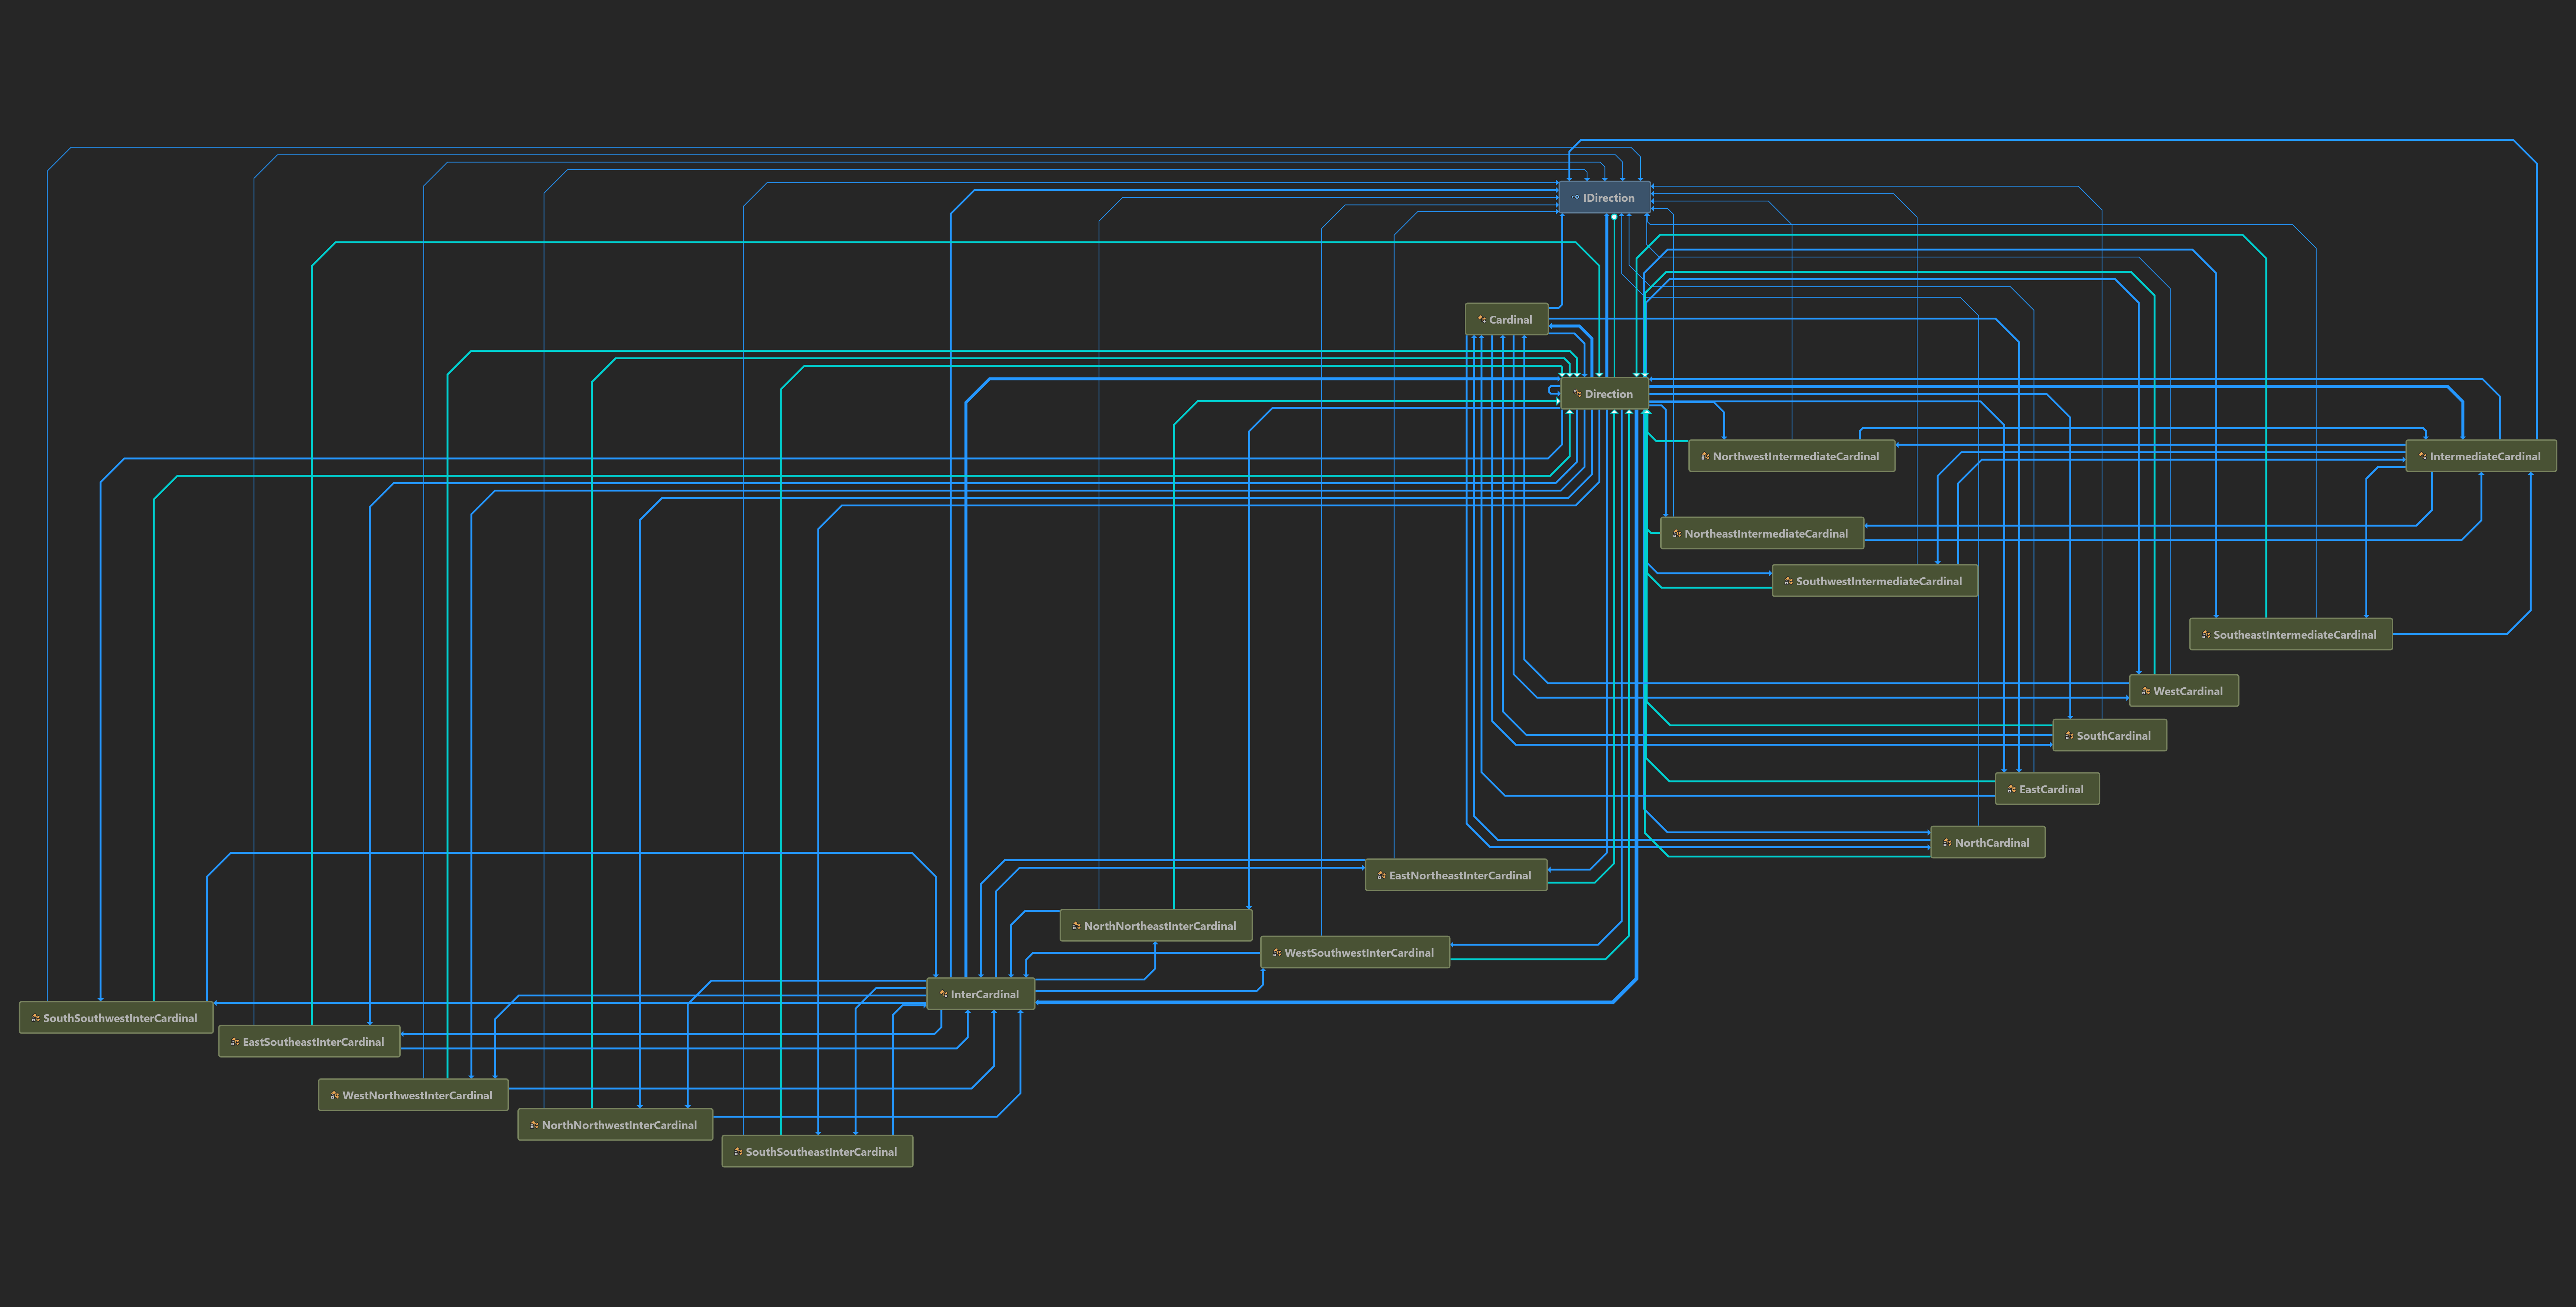 IDirection
Cardinal
Direction
NorthwestIntermediateCardinal
IntermediateCardinal
NortheastIntermediateCardinal
SouthwestIntermediateCardinal
SoutheastIntermediateCardinal
WestCardinal
SouthCardinal
EastCardinal
NorthCardinal
EastNortheastInterCardinal
NorthNortheastInterCardinal
WestSouthwestInterCardinal
InterCardinal
SouthSouthwestInterCardinal
EastSoutheastInterCardinal
WestNorthwestInterCardinal
NorthNorthwestInterCardinal
SouthSoutheastInterCardinal